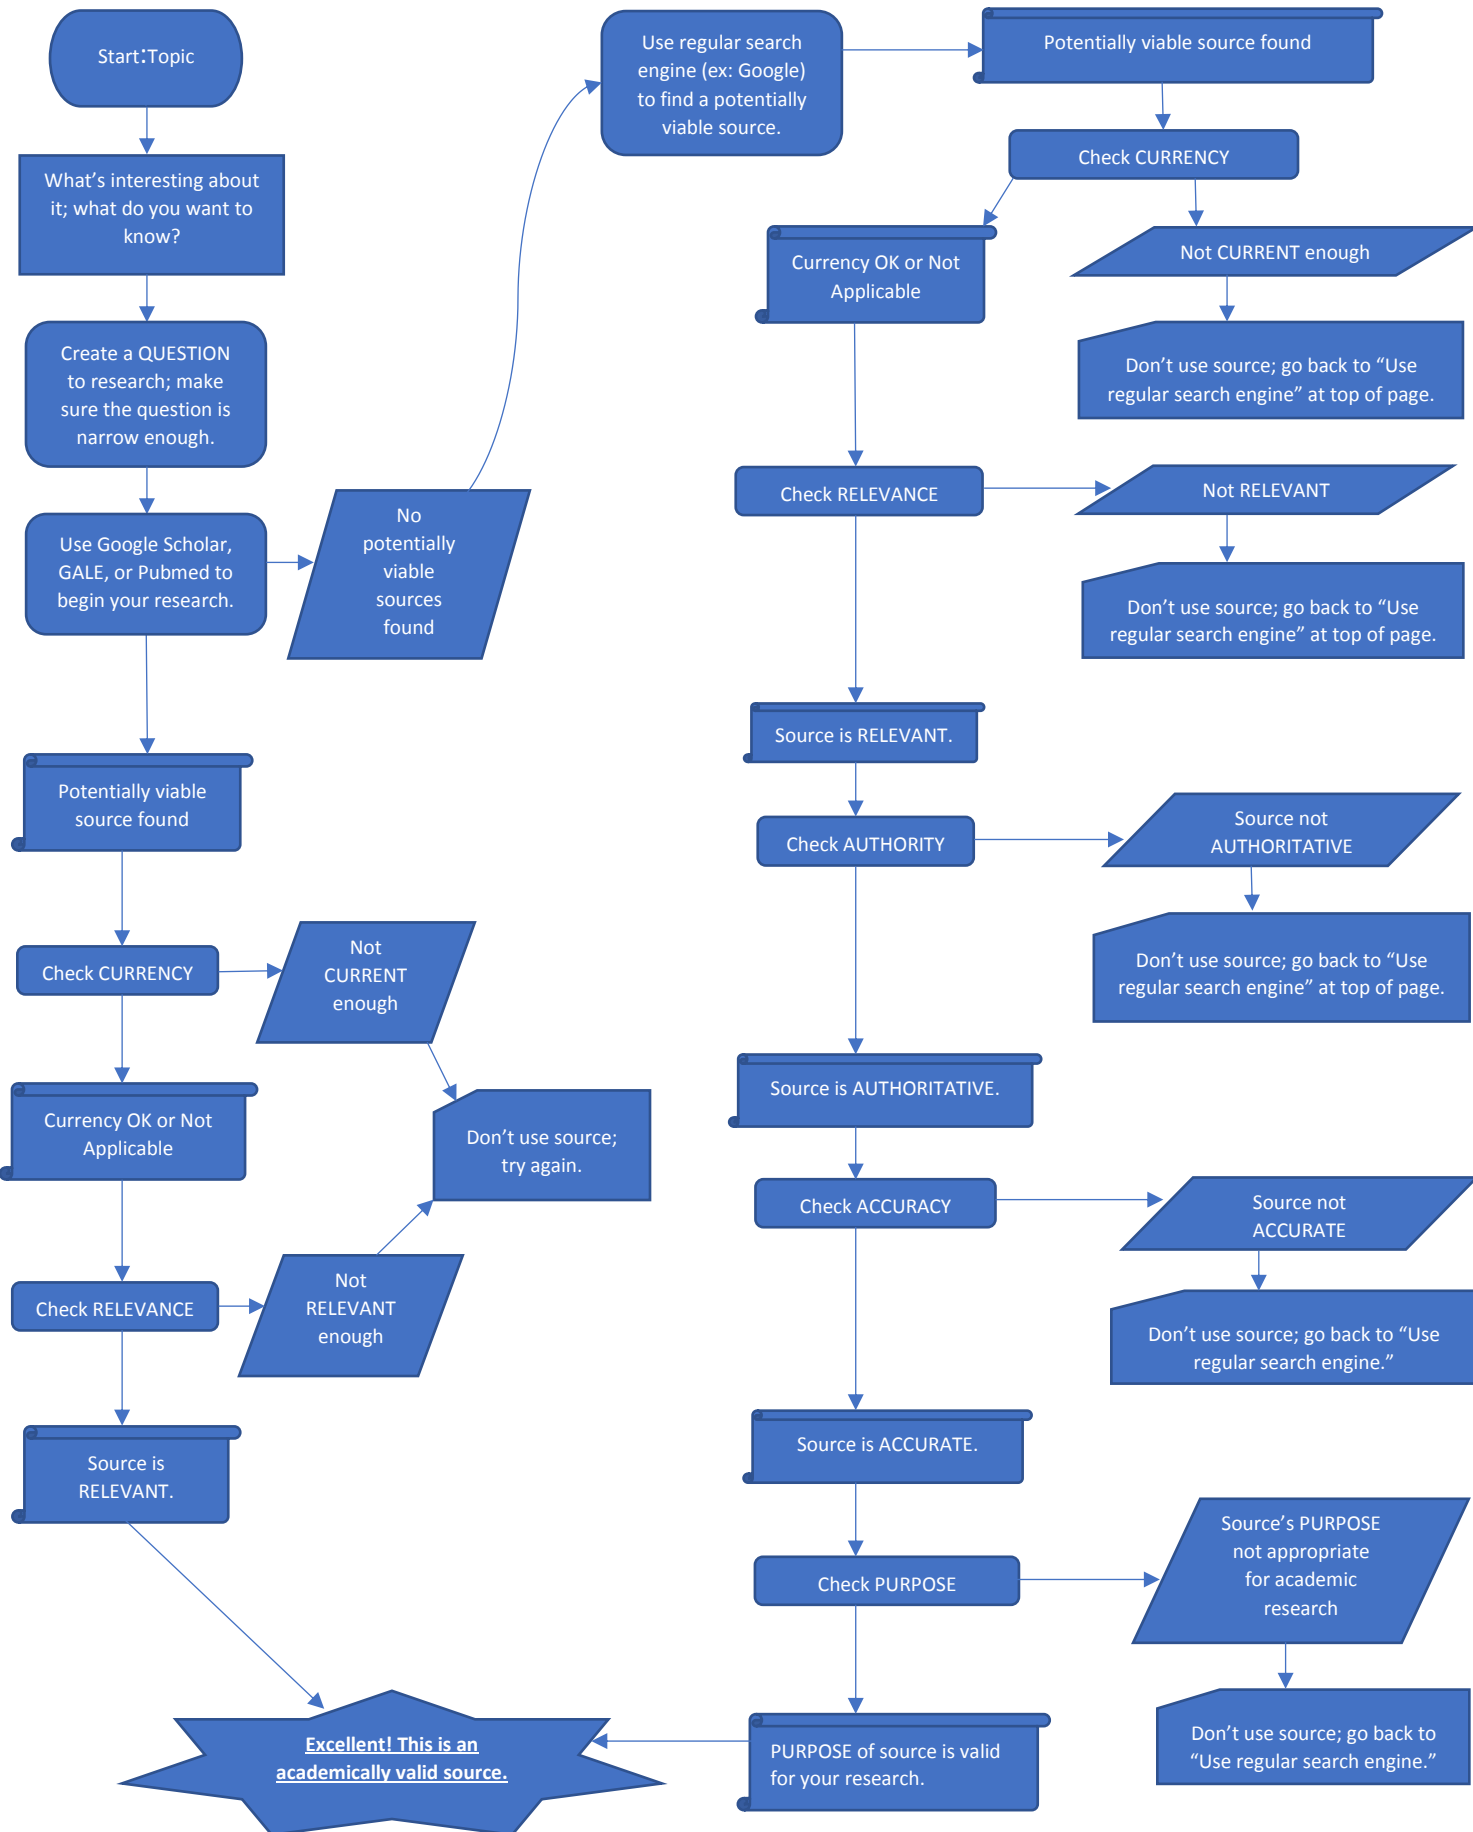 Start:Topic
What’s interesting about
it; what do you want to
know?
Create a QUESTION
to research; make
sure the question is
narrow enough.
Use Google Scholar,
GALE, or Pubmed to
begin your research.
No
potentially
viable
sources
found
Potentially viable
source found
Check CURRENCY
Not
CURRENT
enough
Currency OK or Not
Applicable
Don’t use source;
try again.
Check RELEVANCE
Not
RELEVANT
enough
Source is
RELEVANT.
Excellent! This is an
academically valid source.
Use regular search
engine (ex: Google)
to find a potentially
viable source.
Potentially viable source found
Check CURRENCY
Currency OK or Not
Applicable
Not CURRENT enough
Don’t use source; go back to “Use
regular search engine” at top of page.
Check RELEVANCE
Not RELEVANT
Don’t use source; go back to “Use
regular search engine” at top of page.
Source is RELEVANT.
Check AUTHORITY
Source not
AUTHORITATIVE
Don’t use source; go back to “Use
regular search engine” at top of page.
Source is AUTHORITATIVE.
Check ACCURACY
Source not
ACCURATE
Don’t use source; go back to “Use
regular search engine.”
Source is ACCURATE.
Check PURPOSE
Source’s PURPOSE
not appropriate
for academic
research
Don’t use source; go back to
“Use regular search engine.”
PURPOSE of source is valid
for your research.